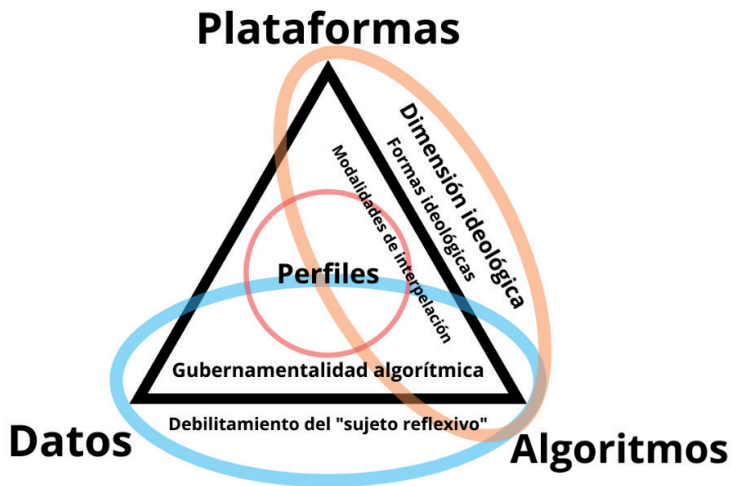 Plataformas
Dimensión ideológica
Formas ideológicas
Modalidades de interpelación
Perfiles
Gubernamentalidad algorítmica
Debilitamiento del "sujeto reflexivo"
Datos
Algoritmos